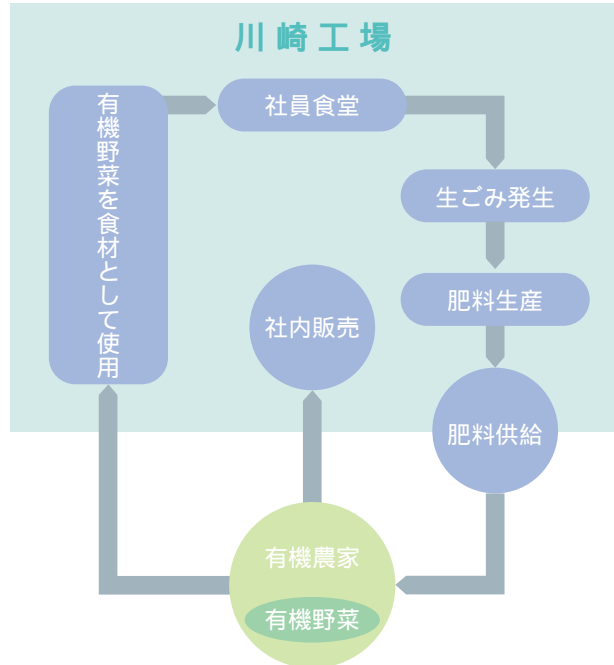 川崎工場
社員食堂
有機野菜を食材として使用
生ごみ発生
肥料生産
社内販売
肥料供給
有機農家
有機野菜